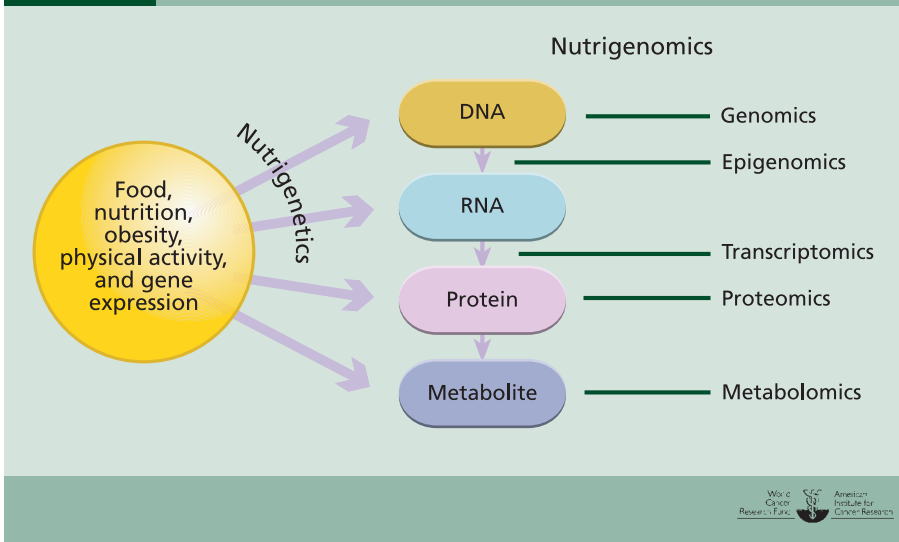 Nutrigenomics
Nutrigenetics
Food,
nutrition,
obesity,
physical activity,
and gene
expression
DNA
Genomics
Epigenomics
RNA
Transcriptomics
Protein
Proteomics
Metabolite
Metabolomics
World
Cancer
Research Fund
American
Institute for
Cancer Research